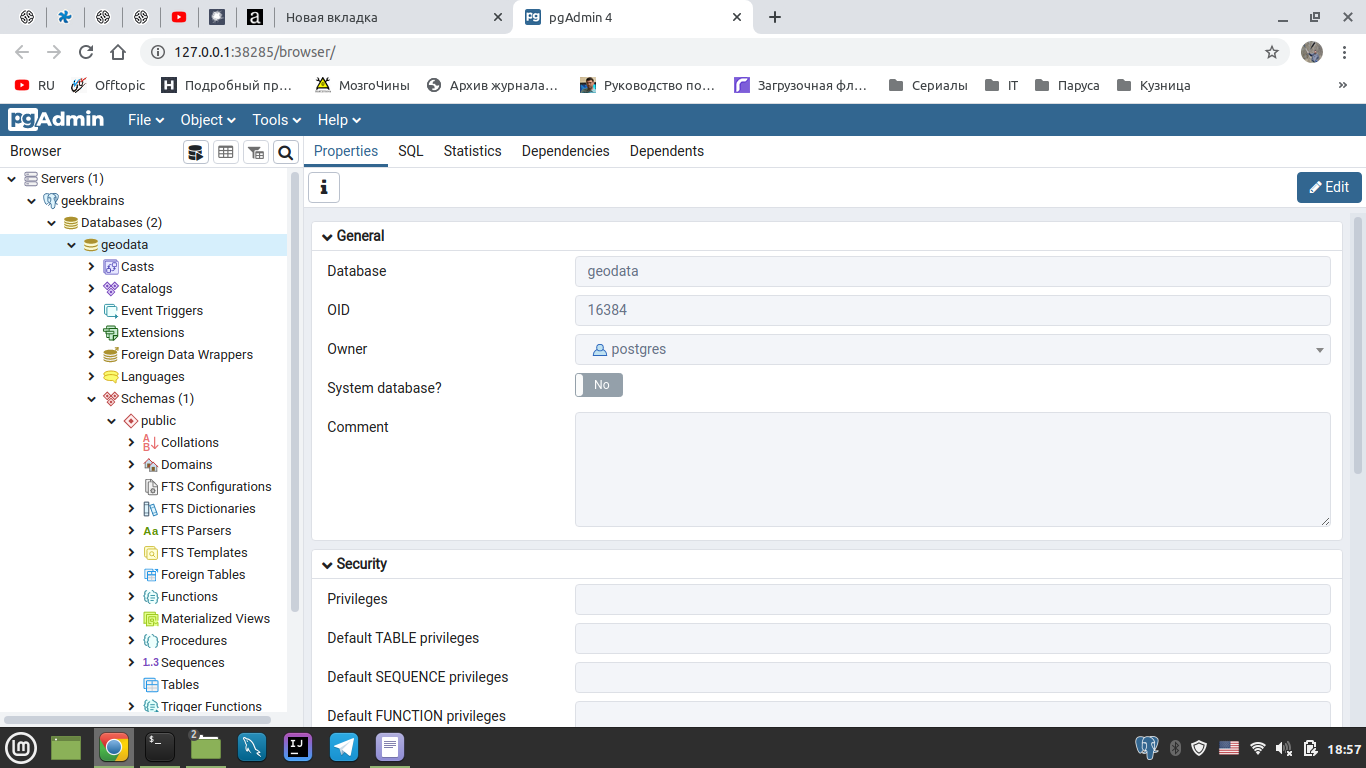 Новая вкладка
pgAdmin 4
127.0.0.1:38285/browser/
RU
Offtopic
Подробный пр…
МозгоЧины
Архив журнала…
Руководство по…
Загрузочная фл…
Сериалы
IT
Паруса
Кузница
»
pgAdmin
File
Object
Tools
Help
Browser
Properties
SQL
Statistics
Dependencies
Dependents
Edit
Servers (1)
geekbrains
Databases (2)
geodata
Casts
Catalogs
Event Triggers
Extensions
Foreign Data Wrappers
Languages
Schemas (1)
public
Collations
Domains
FTS Configurations
FTS Dictionaries
Aa FTS Parsers
FTS Templates
Foreign Tables
Functions
Materialized Views
Procedures
1..3 Sequences
Tables
Trigger Functions
General
Database
geodata
OID
16384
Owner
postgres
System database?
No
Comment
Security
Privileges
Default TABLE privileges
Default SEQUENCE privileges
Default FUNCTION privileges
2
18:57